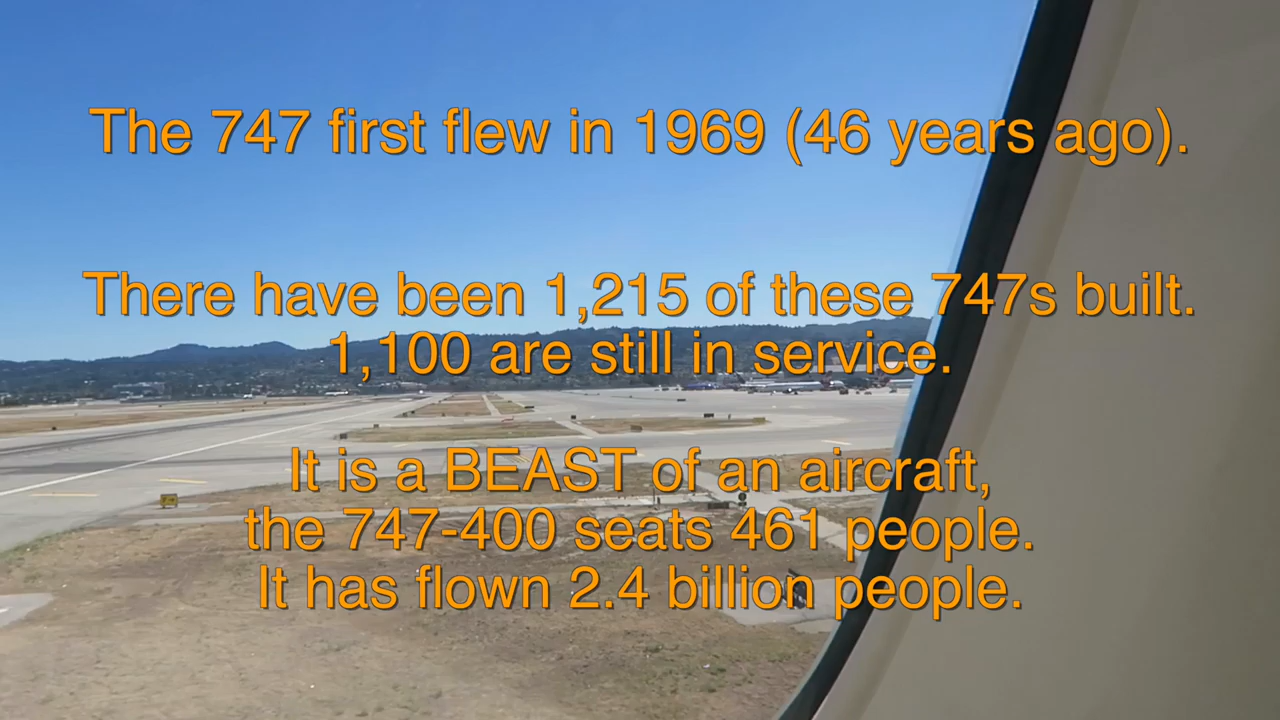 The 747 first flew in 1969 (46 years ago).
There have been 1,215 of these 747s built.
1,100 are still in service.
It is a BEAST of an aircraft,
the 747-400 seats 461 people.
It has flown 2.4 billion people.